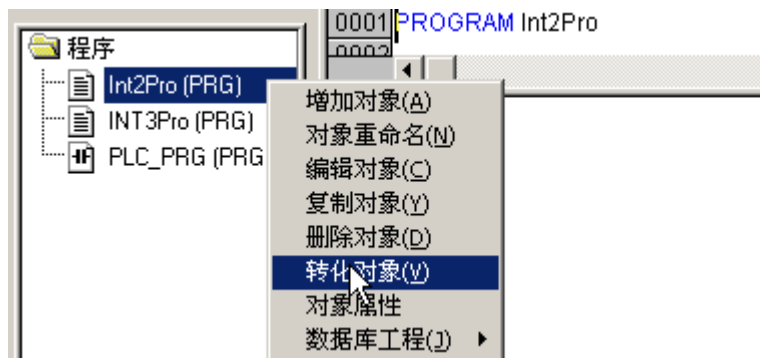 程序
Int2Pro (PRG)
INT3Pro (PRG)
PLC_PRG (PRG
0001 PROGRAM Int2Pro
0002
增加对象(A)
对象重命名(N)
编辑对象(C)
复制对象(Y)
删除对象(D)
转化对象(V)
对象属性
数据库工程(J)